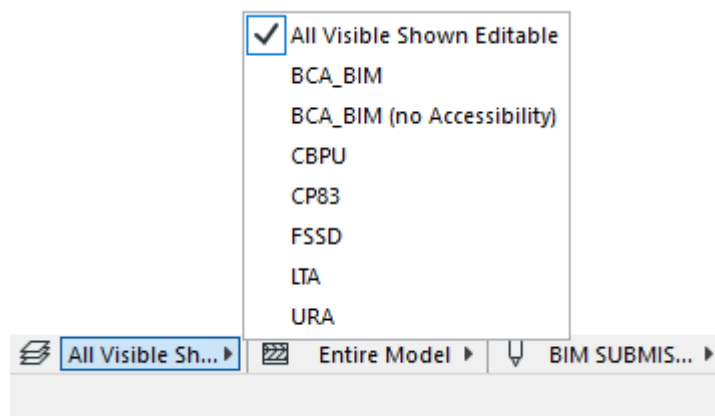 All Visible Shown Editable
BCA_BIM
BCA_BIM (no Accessibility)
CBPU
CP83
FSSD
LTA
URA
All Visible Sh... Entire Model BIM SUBMIS...